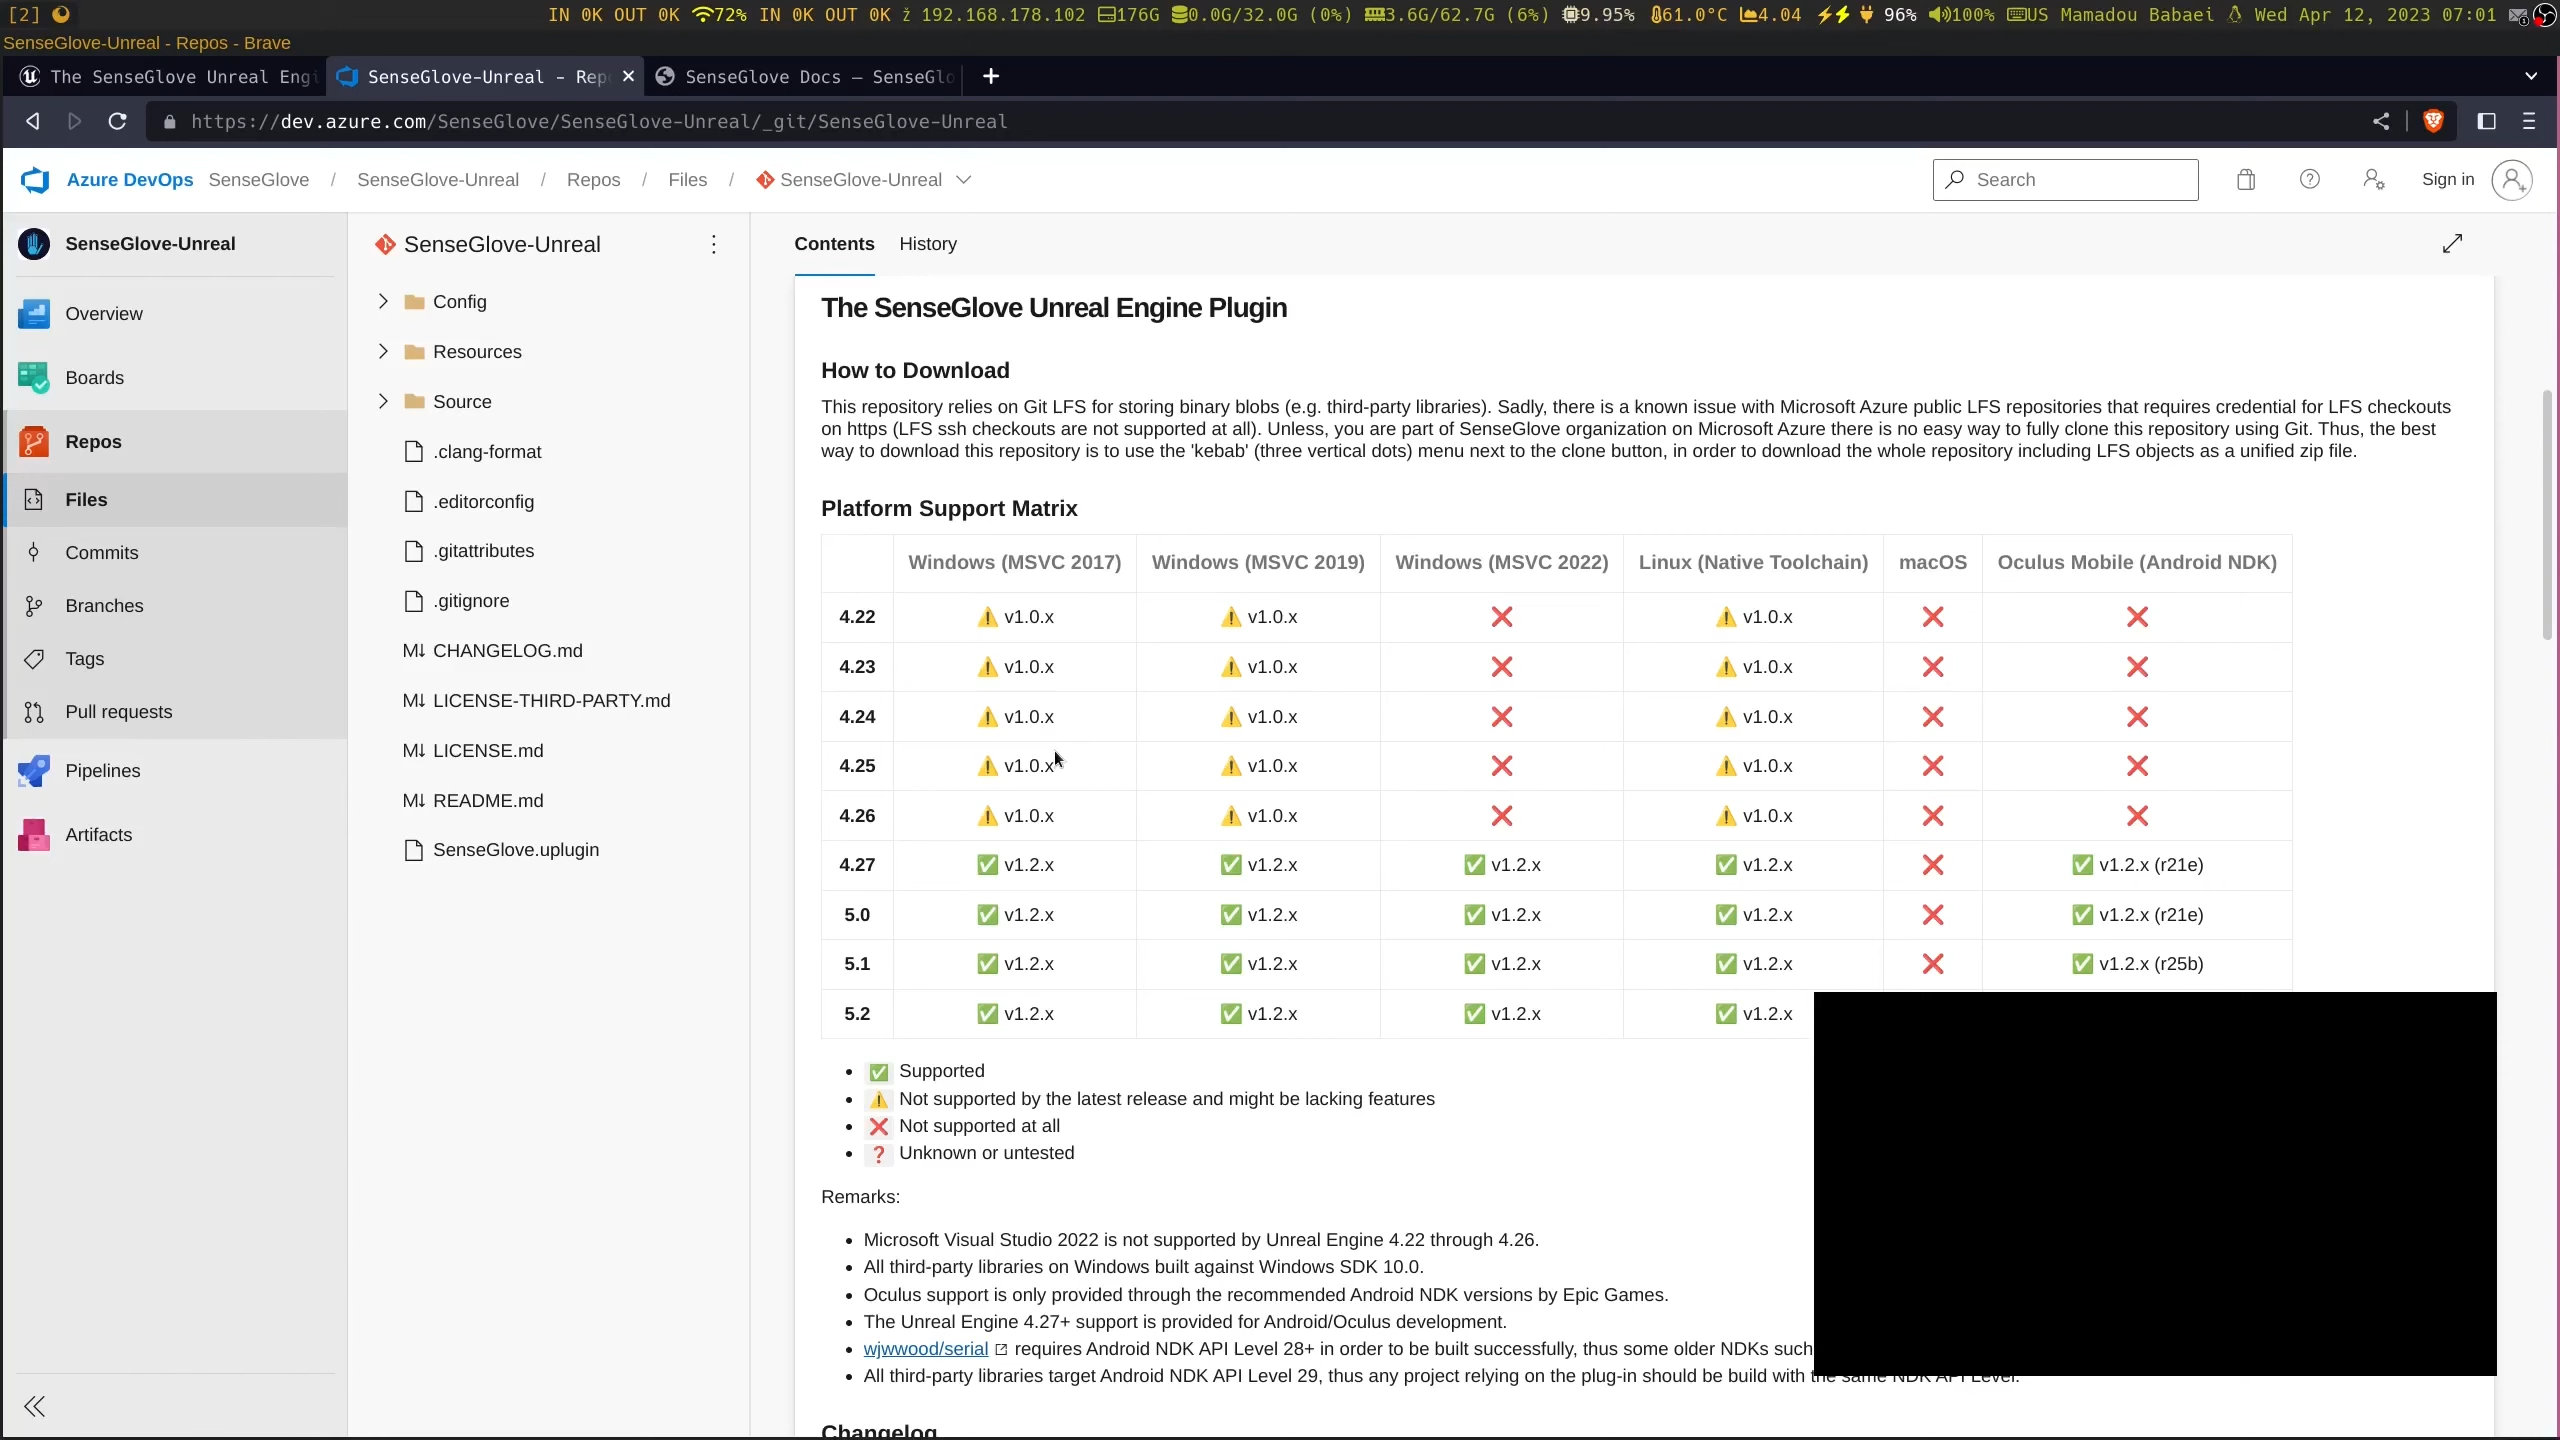 [2] IN 0K OUT 0K 72% IN 0K OUT 0K ž 192.168.178.102 176G 0.0G/32.0G (0%) 3.6G/62.7G (6%) 9.95% 61.0°C 4.04 96% 100% US Mamadou Babaei Wed Apr 12, 2023 07:01
SenseGlove-Unreal - Repos - Brave
The SenseGlove Unreal Engi
SenseGlove-Unreal - Rep
SenseGlove Docs — SenseGlo
https://dev.azure.com/SenseGlove/SenseGlove-Unreal/_git/SenseGlove-Unreal
Azure DevOps SenseGlove / SenseGlove-Unreal / Repos / Files / SenseGlove-Unreal
Search
Sign in
SenseGlove-Unreal
Overview
Boards
Repos
Files
Commits
Branches
Tags
Pull requests
Pipelines
Artifacts
SenseGlove-Unreal
Config
Resources
Source
.clang-format
.editorconfig
.gitattributes
.gitignore
M↓ CHANGELOG.md
M↓ LICENSE-THIRD-PARTY.md
M↓ LICENSE.md
M↓ README.md
SenseGlove.uplugin
Contents History
The SenseGlove Unreal Engine Plugin
How to Download
This repository relies on Git LFS for storing binary blobs (e.g. third-party libraries). Sadly, there is a known issue with Microsoft Azure public LFS repositories that requires credential for LFS checkouts
on https (LFS ssh checkouts are not supported at all). Unless, you are part of SenseGlove organization on Microsoft Azure there is no easy way to fully clone this repository using Git. Thus, the best
way to download this repository is to use the 'kebab' (three vertical dots) menu next to the clone button, in order to download the whole repository including LFS objects as a unified zip file.
Platform Support Matrix
Windows (MSVC 2017) Windows (MSVC 2019) Windows (MSVC 2022) Linux (Native Toolchain) macOS Oculus Mobile (Android NDK)
4.22 ⚠️ v1.0.x ⚠️ v1.0.x ❌ ⚠️ v1.0.x ❌ ❌
4.23 ⚠️ v1.0.x ⚠️ v1.0.x ❌ ⚠️ v1.0.x ❌ ❌
4.24 ⚠️ v1.0.x ⚠️ v1.0.x ❌ ⚠️ v1.0.x ❌ ❌
4.25 ⚠️ v1.0.x ⚠️ v1.0.x ❌ ⚠️ v1.0.x ❌ ❌
4.26 ⚠️ v1.0.x ⚠️ v1.0.x ❌ ⚠️ v1.0.x ❌ ❌
4.27 ✅ v1.2.x ✅ v1.2.x ✅ v1.2.x ✅ v1.2.x ❌ ✅ v1.2.x (r21e)
5.0 ✅ v1.2.x ✅ v1.2.x ✅ v1.2.x ✅ v1.2.x ❌ ✅ v1.2.x (r21e)
5.1 ✅ v1.2.x ✅ v1.2.x ✅ v1.2.x ✅ v1.2.x ❌ ✅ v1.2.x (r25b)
5.2 ✅ v1.2.x ✅ v1.2.x ✅ v1.2.x ✅ v1.2.x
• ✅ Supported
• ⚠️ Not supported by the latest release and might be lacking features
• ❌ Not supported at all
• ❓ Unknown or untested
Remarks:
• Microsoft Visual Studio 2022 is not supported by Unreal Engine 4.22 through 4.26.
• All third-party libraries on Windows built against Windows SDK 10.0.
• Oculus support is only provided through the recommended Android NDK versions by Epic Games.
• The Unreal Engine 4.27+ support is provided for Android/Oculus development.
• wjwwood/serial requires Android NDK API Level 28+ in order to be built successfully, thus some older NDKs such
• All third-party libraries target Android NDK API Level 29, thus any project relying on the plug-in should be build with the same NDK API Level.
Changelog